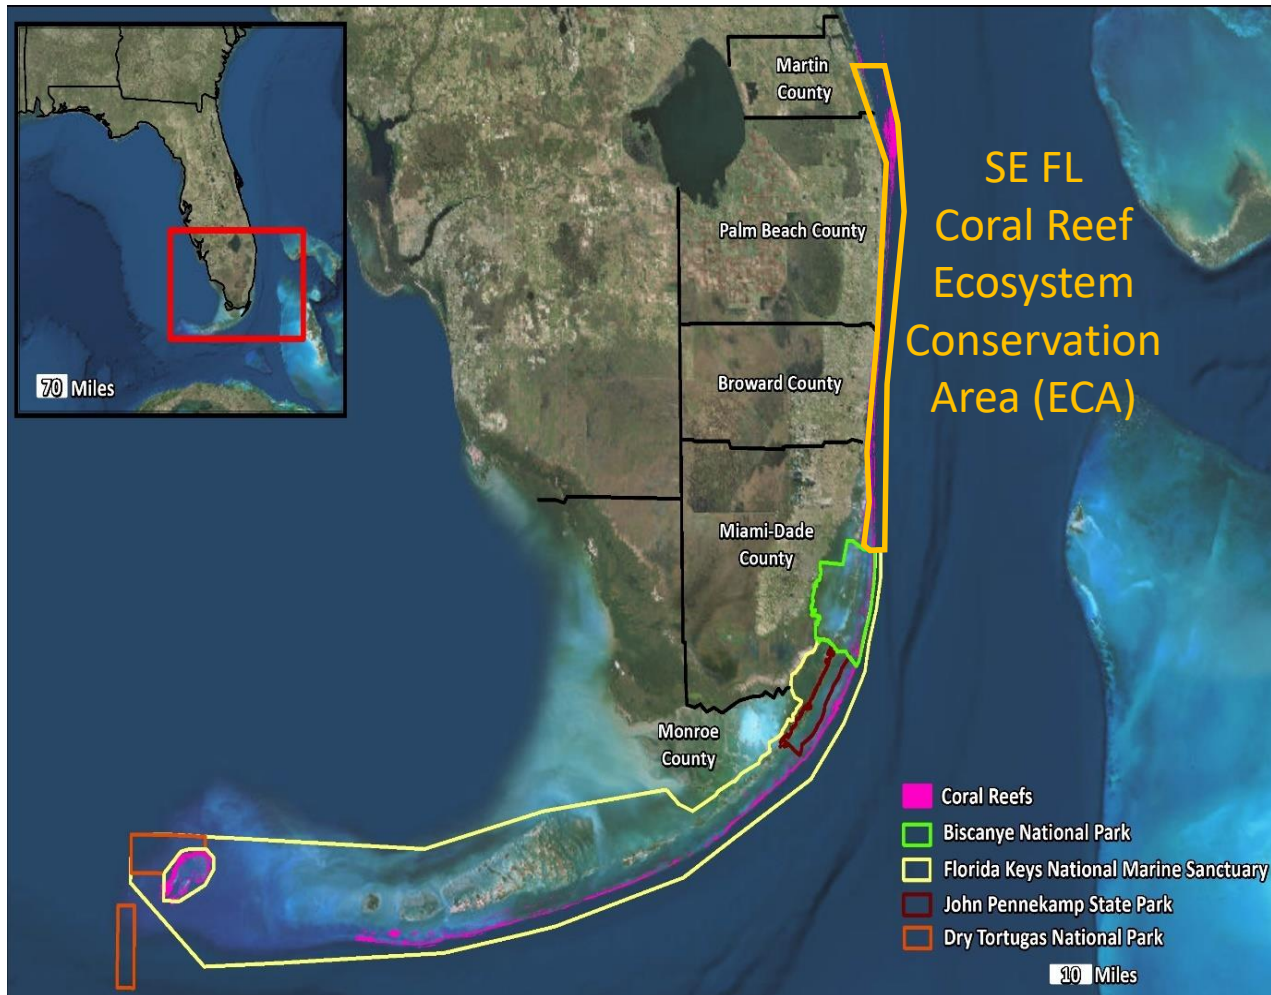 Martin
County
SE FL
Coral Reef
Ecosystem
Conservation
Area (ECA)
Palm Beach County
70 Miles
Broward County
Miami-Dade
County
Monroe
County
Coral Reefs
Biscanye National Park
Florida Keys National Marine Sanctuary
John Pennekamp State Park
Dry Tortugas National Park
10 Miles